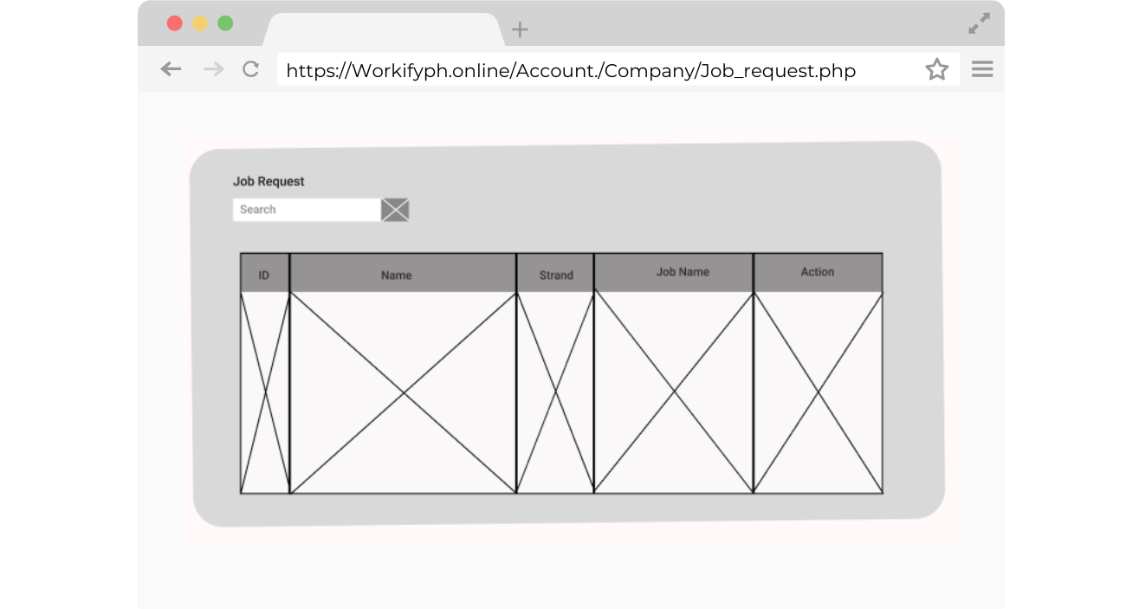 https://Workifyph.online/Account./Company/Job_request.php
Job Request
Search
ID Name Strand Job Name Action